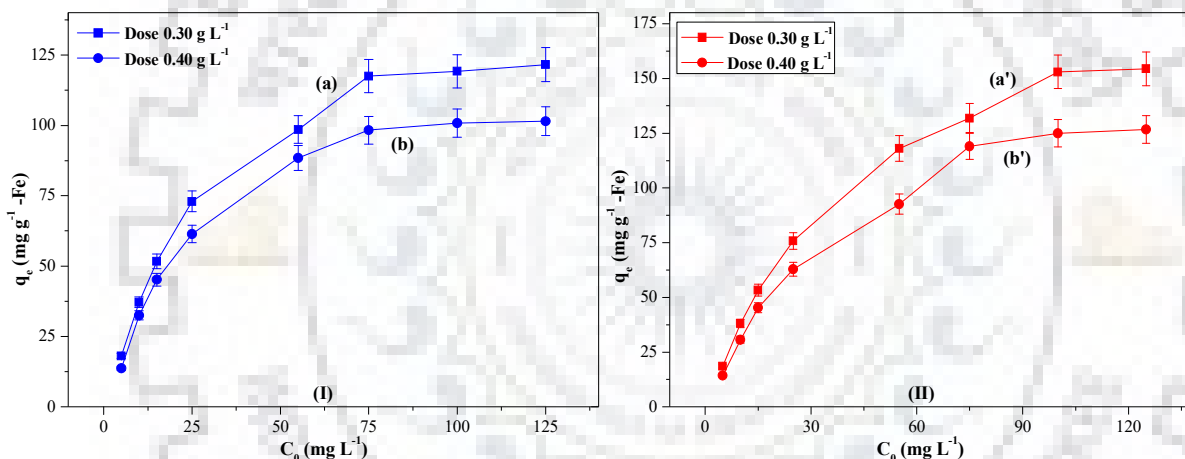 Dose 0.30 g L⁻¹
Dose 0.40 g L⁻¹
(a)
(b)
(I)
qₑ (mg g⁻¹ -Fe)
0
25
50
75
100
125
0
25
50
75
100
125
C₀ (mg L⁻¹)
Dose 0.30 g L⁻¹
Dose 0.40 g L⁻¹
(a')
(b')
(II)
qₑ (mg g⁻¹ -Fe)
0
25
50
75
100
125
150
175
0
30
60
90
120
C₀ (mg L⁻¹)